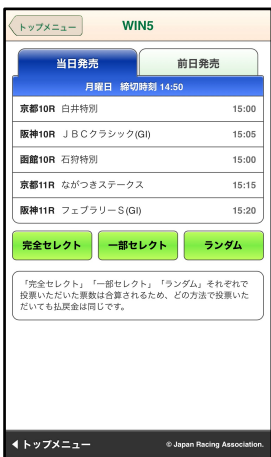 トップメニュー WIN5
当日発売 前日発売
月曜日 締切時刻 14:50
京都10R 白井特別 15:00
阪神10R JBCクラシック(GI) 15:05
函館10R 石狩特別 15:00
京都11R ながつきステークス 15:15
阪神11R フェブラリーS(GI) 15:20
完全セレクト 一部セレクト ランダム
「完全セレクト」「一部セレクト」「ランダム」それぞれで
投票いただいた票数は合算されるため、どの方法で投票いた
だいても払戻金は同じです。
トップメニュー © Japan Racing Association.